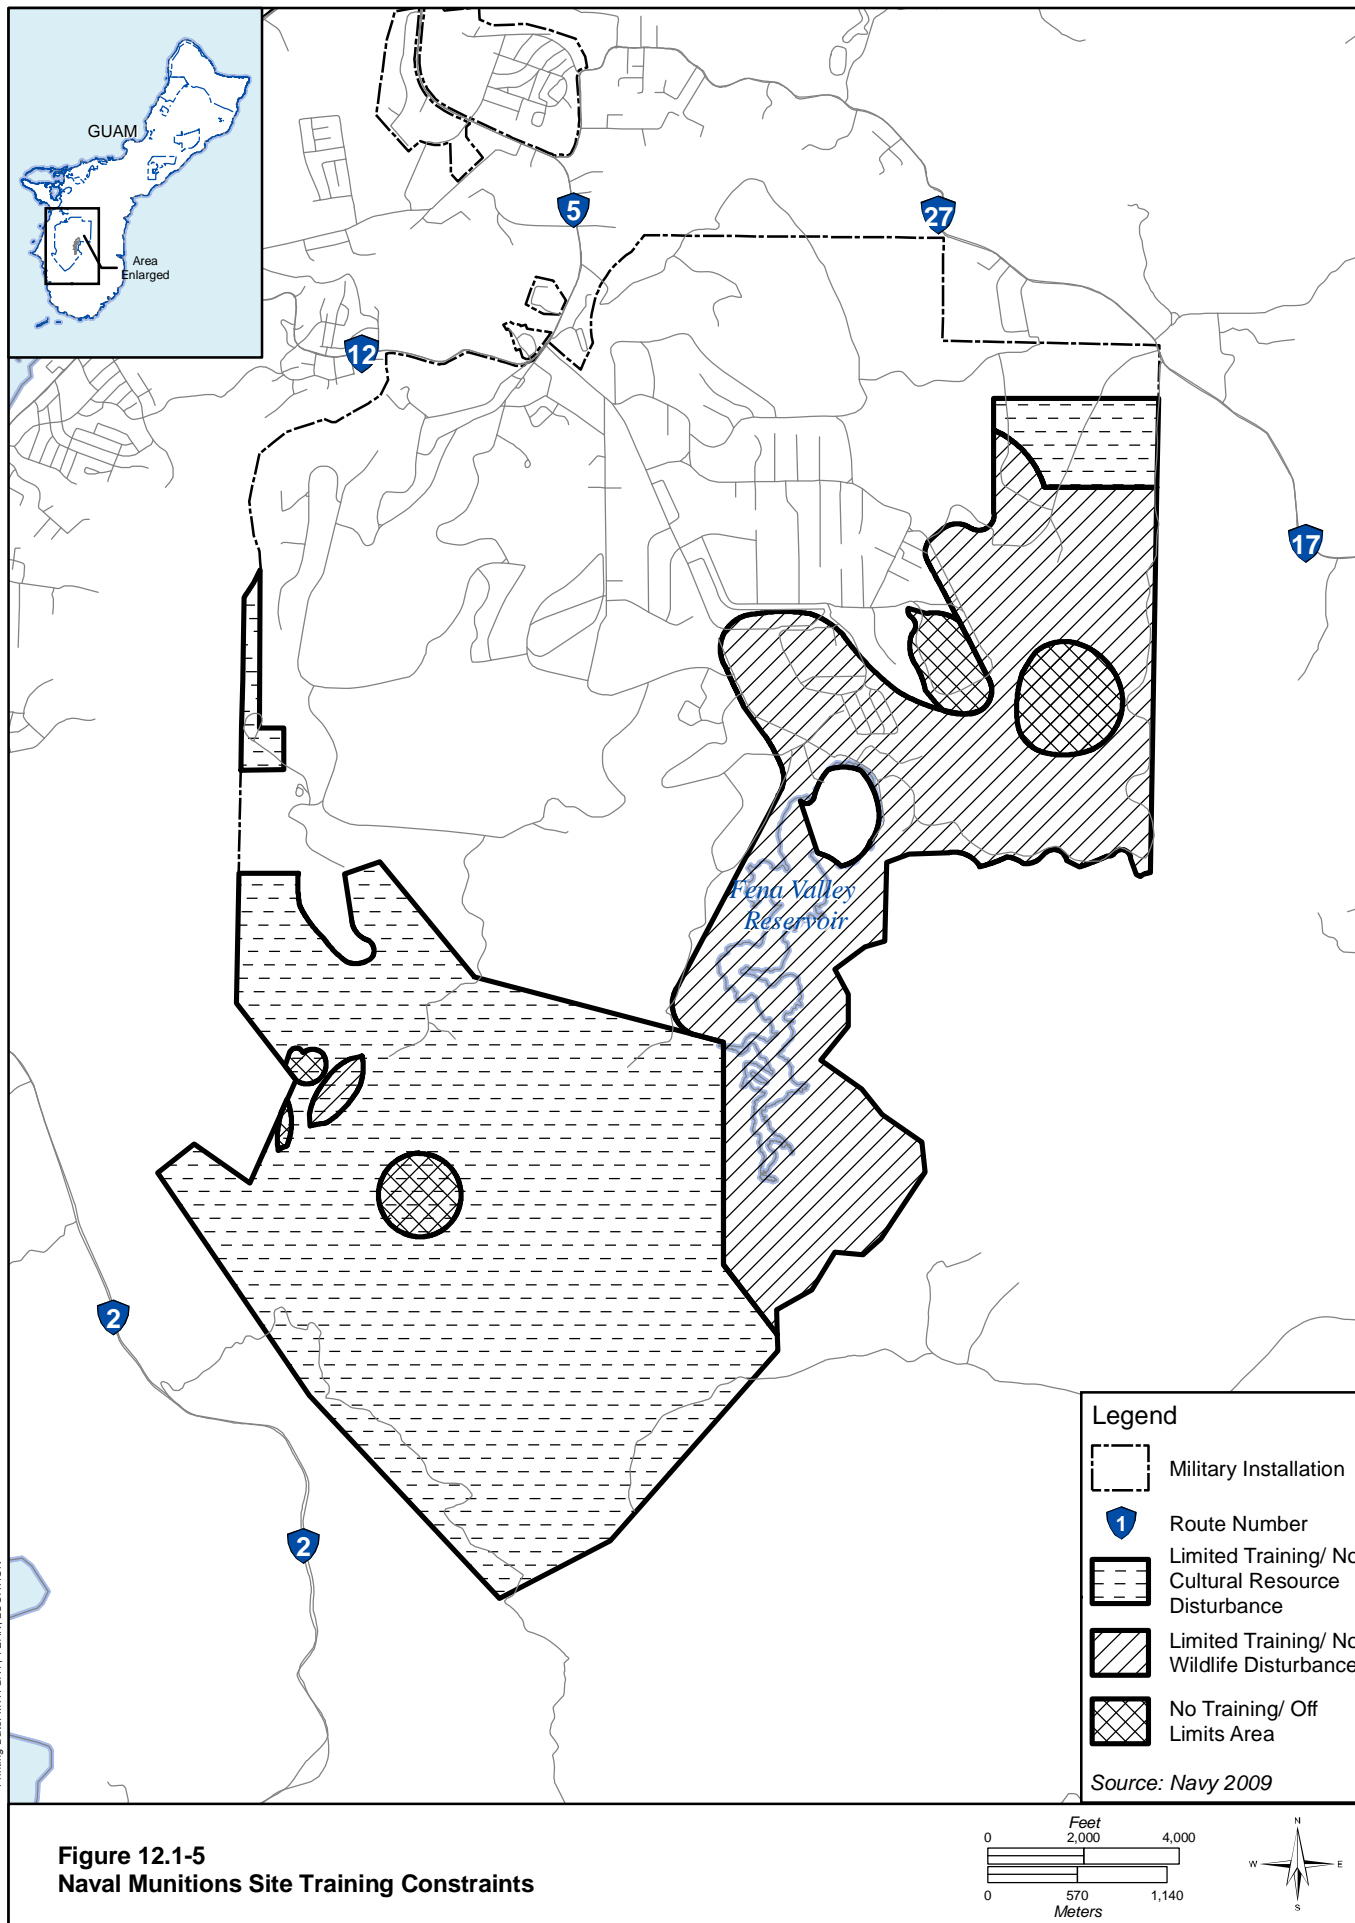 GUAM
Area
Enlarged
5
27
12
17
Fena Valley
Reservoir
2
2
Legend
Military Installation
1
Route Number
Limited Training/ No
Cultural Resource
Disturbance
Limited Training/ No
Wildlife Disturbance
No Training/ Off
Limits Area
Source: Navy 2009
Figure 12.1-5
Naval Munitions Site Training Constraints
Feet
0 2,000 4,000
0 570 1,140
Meters
N
W E
S